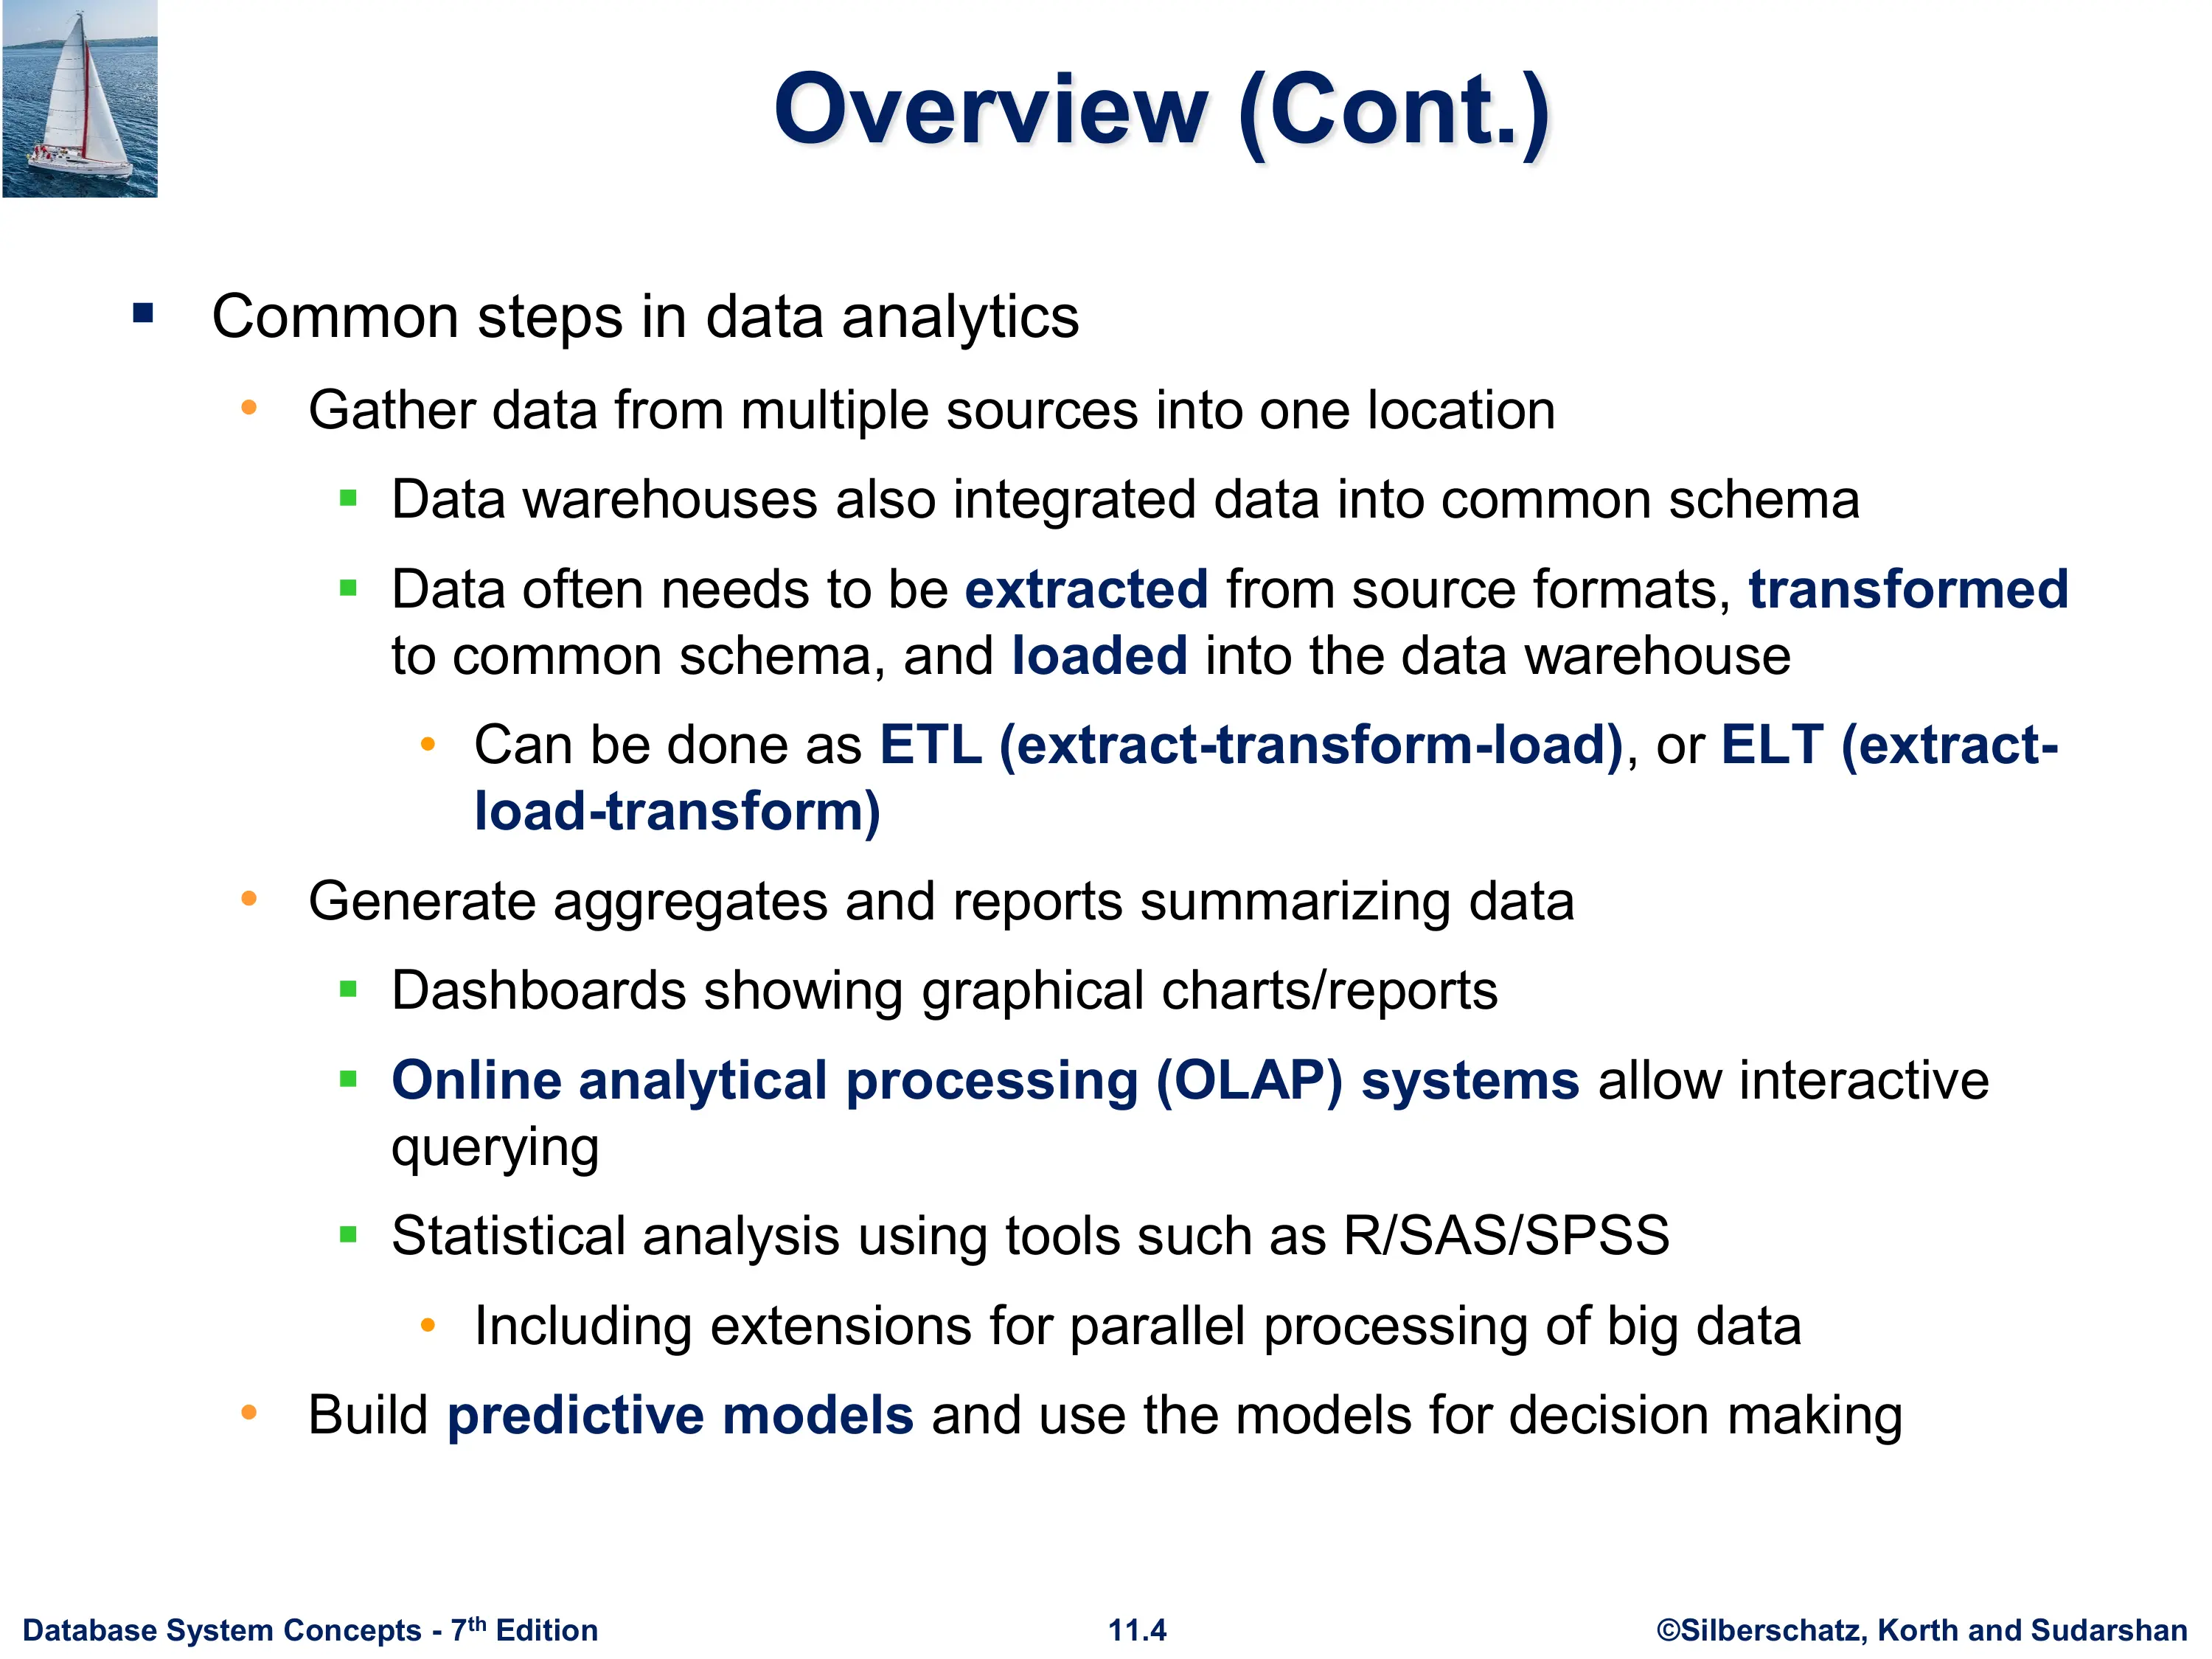 Overview (Cont.)
▪ Common steps in data analytics
• Gather data from multiple sources into one location
▪ Data warehouses also integrated data into common schema
▪ Data often needs to be extracted from source formats, transformed
to common schema, and loaded into the data warehouse
• Can be done as ETL (extract-transform-load), or ELT (extract-
load-transform)
• Generate aggregates and reports summarizing data
▪ Dashboards showing graphical charts/reports
▪ Online analytical processing (OLAP) systems allow interactive
querying
▪ Statistical analysis using tools such as R/SAS/SPSS
• Including extensions for parallel processing of big data
• Build predictive models and use the models for decision making
Database System Concepts - 7th Edition 11.4 ©Silberschatz, Korth and Sudarshan